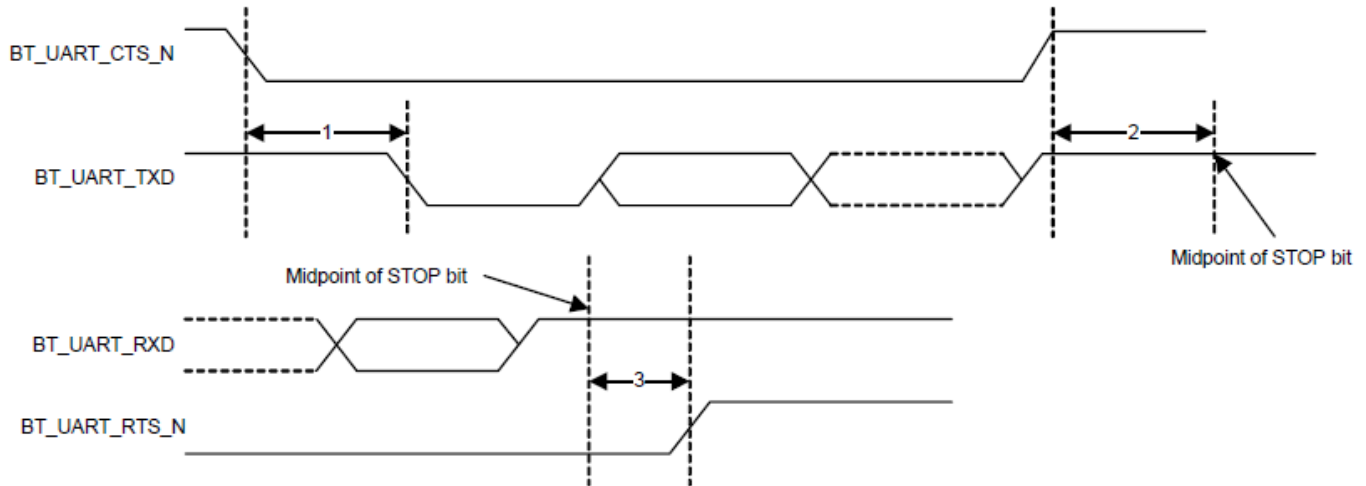 BT_UART_CTS_N
1
2
BT_UART_TXD
Midpoint of STOP bit
Midpoint of STOP bit
BT_UART_RXD
3
BT_UART_RTS_N